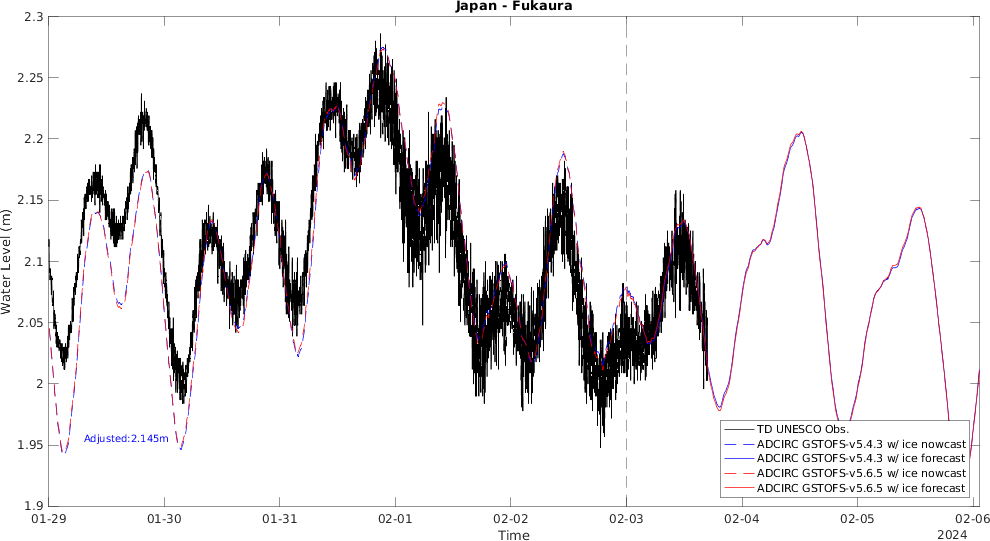 Japan - Fukaura
2.3
2.25
2.2
2.15
2.1
2.05
2
1.95
1.9
Water Level (m)
Adjusted:2.145m
TD UNESCO Obs.
ADCIRC GSTOFS-v5.4.3 w/ ice nowcast
ADCIRC GSTOFS-v5.4.3 w/ ice forecast
ADCIRC GSTOFS-v5.6.5 w/ ice nowcast
ADCIRC GSTOFS-v5.6.5 w/ ice forecast
01-29 01-30 01-31 02-01 02-02 02-03 02-04 02-05 02-06
Time
2024